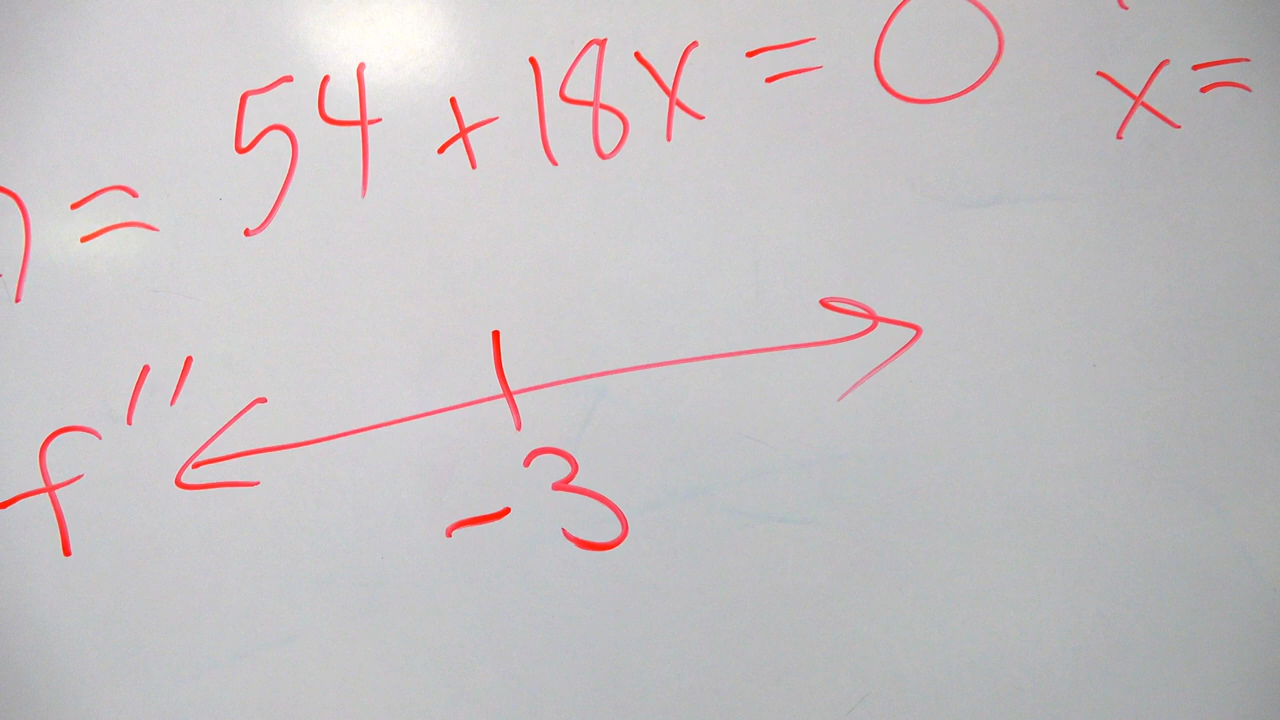 ) = 54 + 18x = 0 x =
f''
-3